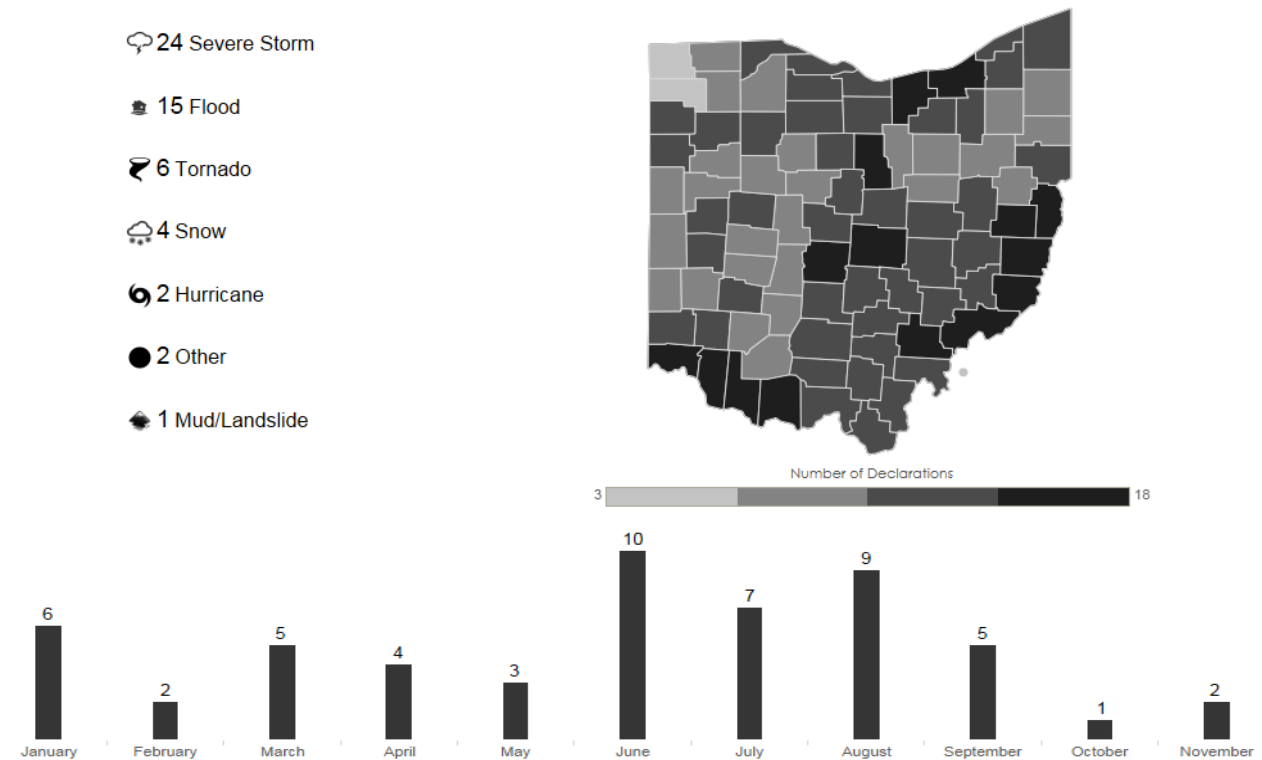 24 Severe Storm
15 Flood
6 Tornado
4 Snow
2 Hurricane
2 Other
1 Mud/Landslide
Number of Declarations
3 18
6 2 5 4 3 10 7 9 5 1 2
January February March April May June July August September October November